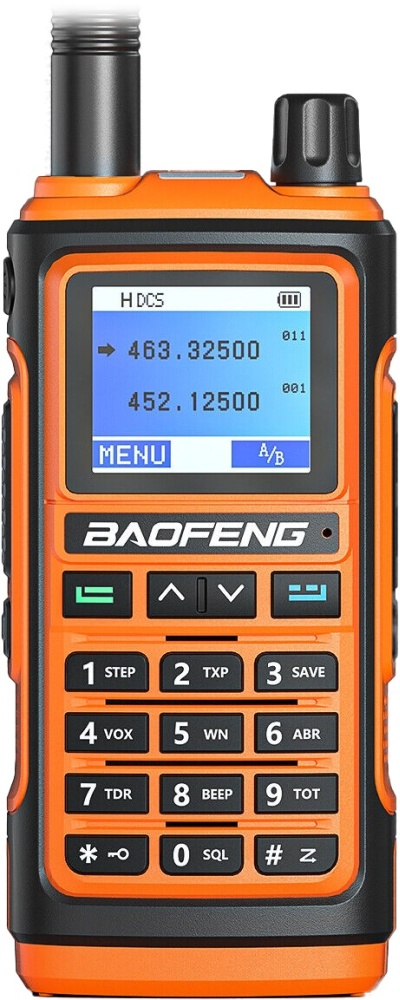 H DCS
463.32500 011
452.12500 001
MENU A/B
BAOFENG
1 STEP 2 TXP 3 SAVE
4 VOX 5 WN 6 ABR
7 TDR 8 BEEP 9 TOT
* 0 SQL #